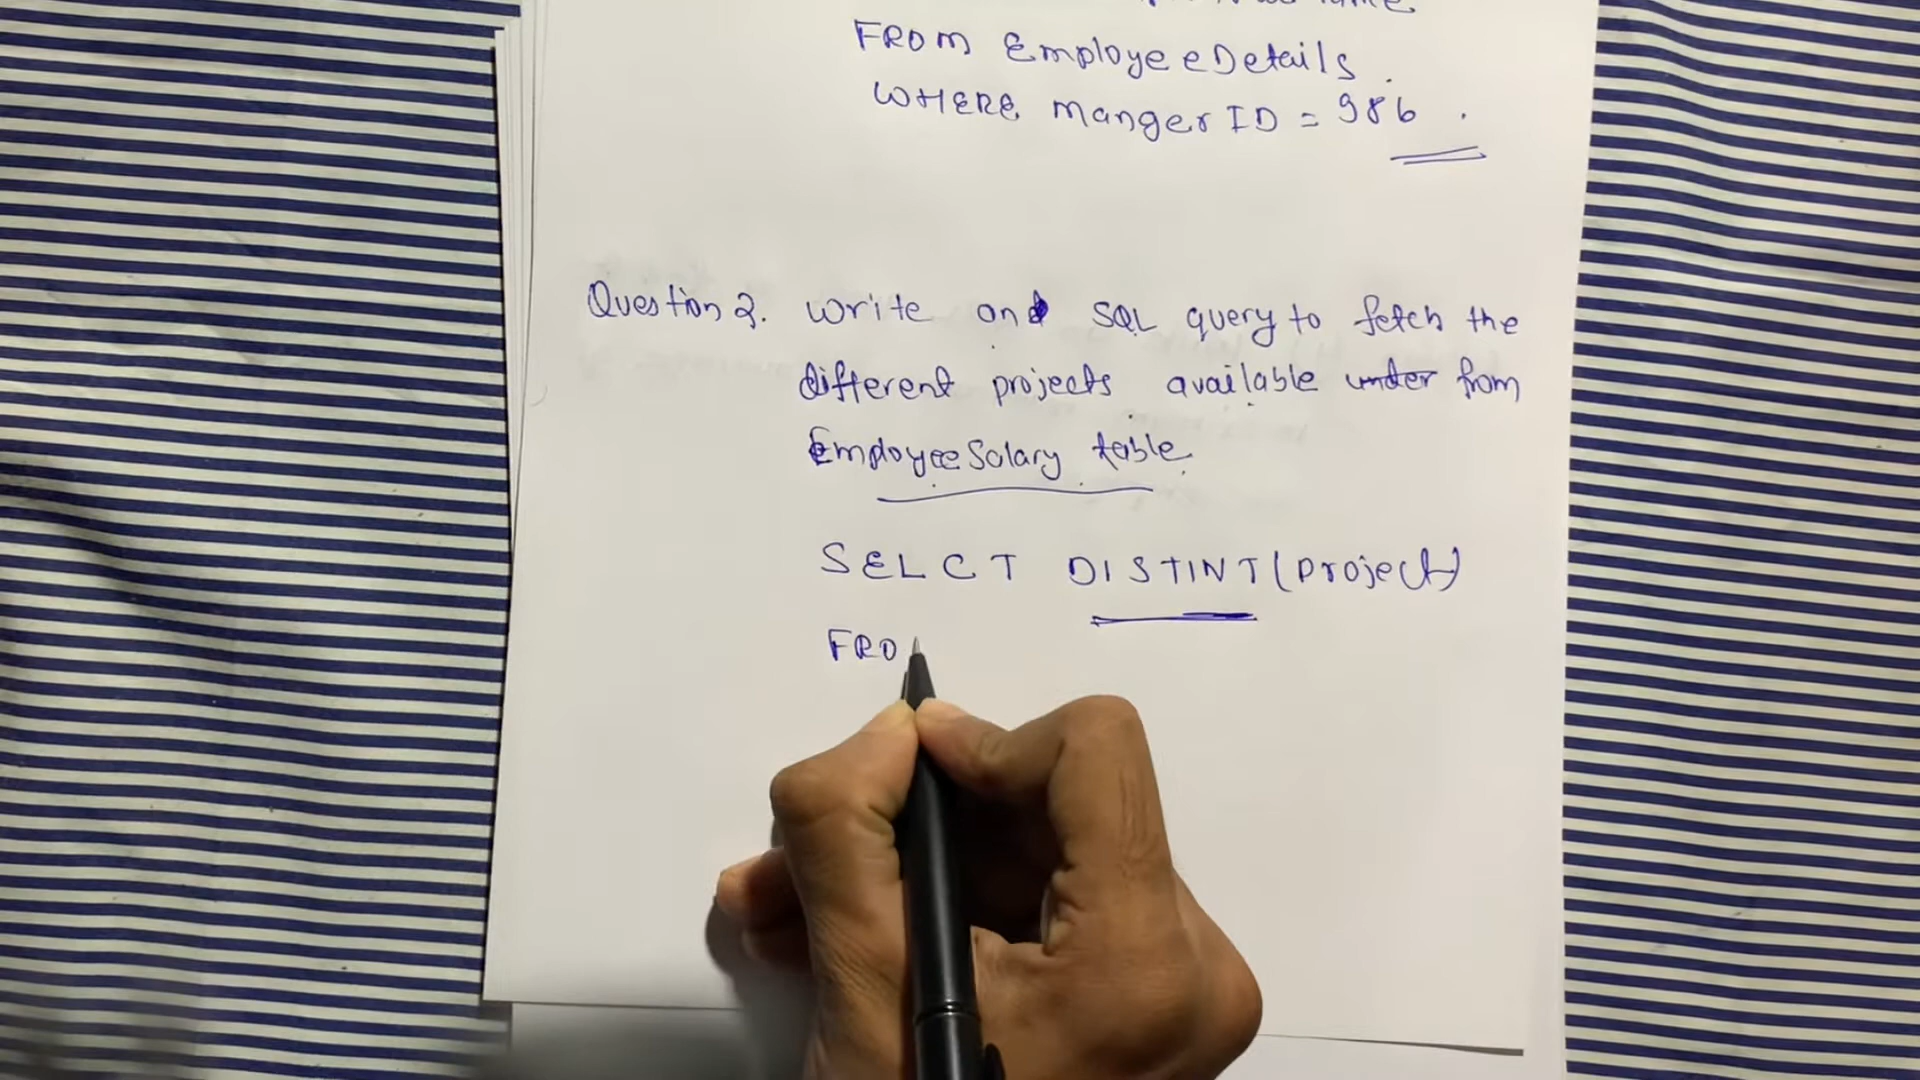 FROM EmployeeDetails.
WHERE MangerID = 986.
Question 2. Write an SQL query to fetch the
different projects available under from
EmployeeSalary table
SELCT DISTINT(Project)
FRO